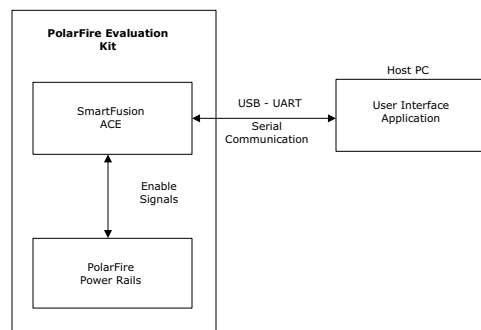 PolarFire Evaluation
Kit
SmartFusion
ACE
USB - UART
Serial
Communication
Host PC
User Interface
Application
Enable
Signals
PolarFire
Power Rails